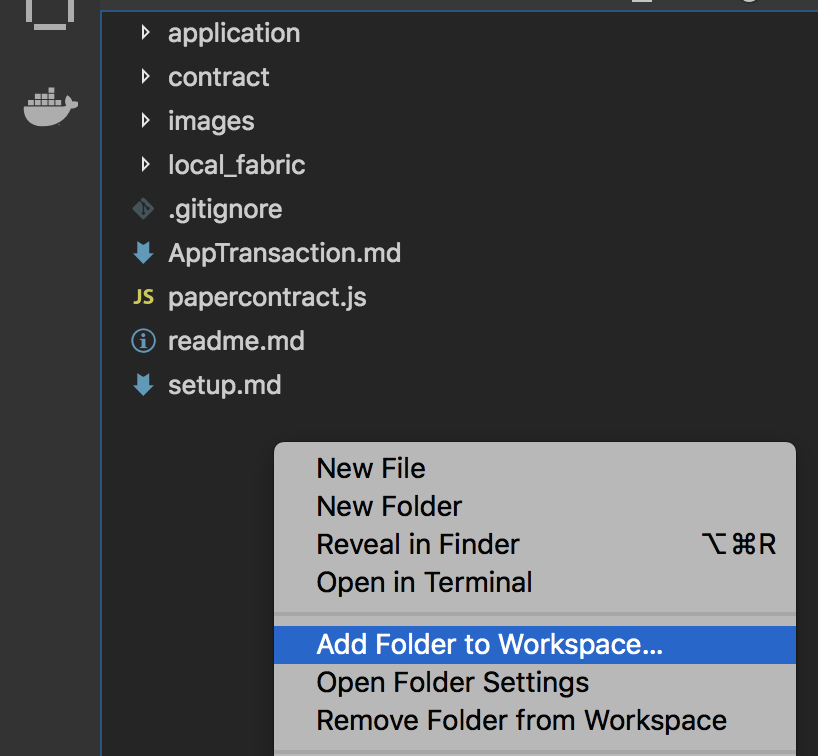 application
contract
images
local_fabric
.gitignore
AppTransaction.md
JS papercontract.js
readme.md
setup.md
New File
New Folder
Reveal in Finder ⌥⌘R
Open in Terminal
Add Folder to Workspace...
Open Folder Settings
Remove Folder from Workspace